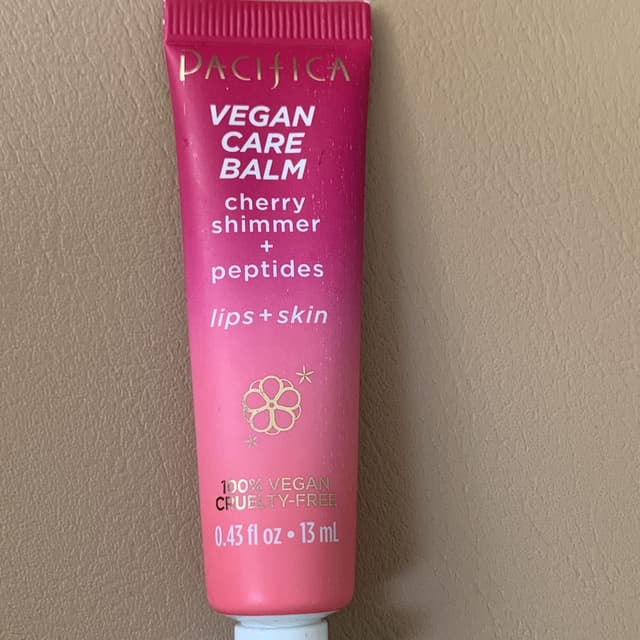 PACIFICA
VEGAN
CARE
BALM
cherry
shimmer
+
peptides
lips + skin
100% VEGAN
CRUELTY-FREE
0.43 fl oz • 13 mL